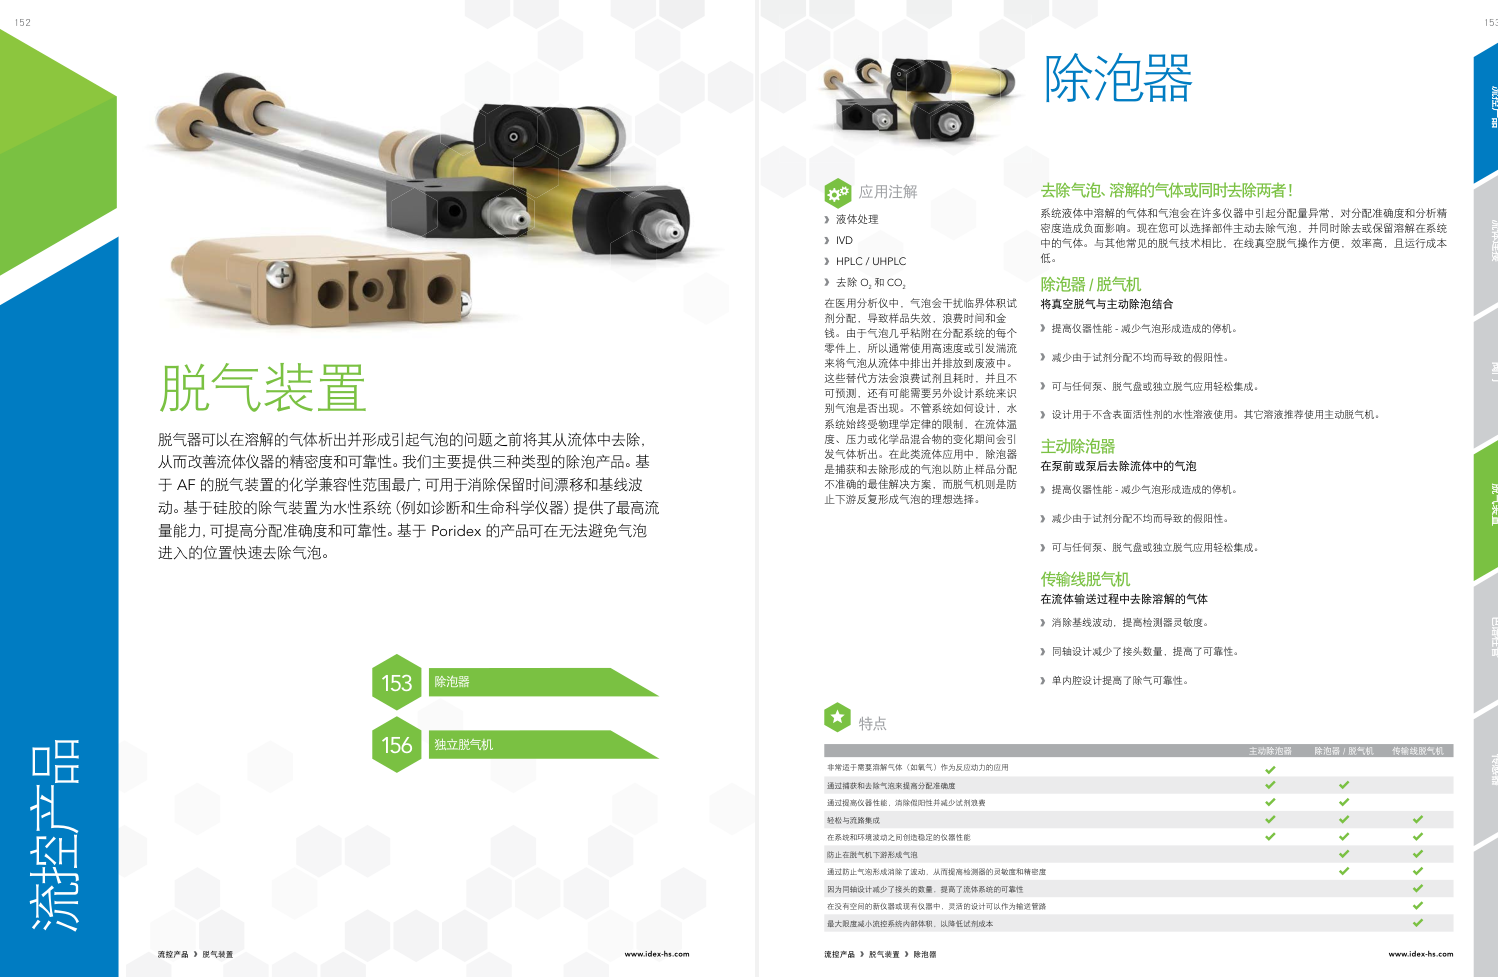 152
脱气装置
脱气器可以在溶解的气体析出并形成引起气泡的问题之前将其从流体中去除,
从而改善流体仪器的精密度和可靠性。我们主要提供三种类型的除泡产品。基
于 AF 的脱气装置的化学兼容性范围最广, 可用于消除保留时间漂移和基线波
动。基于硅胶的除气装置为水性系统 (例如诊断和生命科学仪器) 提供了最高流
量能力, 可提高分配准确度和可靠性。基于 Poridex 的产品可在无法避免气泡
进入的位置快速去除气泡。
153 除泡器
156 独立脱气机
流控产品
流控产品 》 脱气装置
www.idex-hs.com
153
除泡器
应用注解
》 液体处理
》 IVD
》 HPLC / UHPLC
》 去除 O₂ 和 CO₂
在医用分析仪中，气泡会干扰临界体积试
剂分配，导致样品失效，浪费时间和金
钱。由于气泡几乎粘附在分配系统的每个
零件上，所以通常使用高速度或引发湍流
来将气泡从流体中排出并排放到废液中。
这些替代方法会浪费试剂且耗时，并且不
可预测，还有可能需要另外设计系统来识
别气泡是否出现。不管系统如何设计，水
系统始终受物理学定律的限制，在流体温
度、压力或化学品混合物的变化期间会引
发气体析出。在此类流体应用中，除泡器
是捕获和去除形成的气泡以防止样品分配
不准确的最佳解决方案，而脱气机则是防
止下游反复形成气泡的理想选择。
去除气泡、溶解的气体或同时去除两者！
系统液体中溶解的气体和气泡会在许多仪器中引起分配量异常，对分配准确度和分析精
密度造成负面影响。现在您可以选择部件主动去除气泡，并同时除去或保留溶解在系统
中的气体。与其他常见的脱气技术相比，在线真空脱气操作方便，效率高，且运行成本
低。
除泡器 / 脱气机
将真空脱气与主动除泡结合
》 提高仪器性能 - 减少气泡形成造成的停机。
》 减少由于试剂分配不均而导致的假阳性。
》 可与任何泵、脱气盘或独立脱气应用轻松集成。
》 设计用于不含表面活性剂的水性溶液使用。其它溶液推荐使用主动脱气机。
主动除泡器
在泵前或泵后去除流体中的气泡
》 提高仪器性能 - 减少气泡形成造成的停机。
》 减少由于试剂分配不均而导致的假阳性。
》 可与任何泵、脱气盘或独立脱气应用轻松集成。
传输线脱气机
在流体输送过程中去除溶解的气体
》 消除基线波动，提高检测器灵敏度。
》 同轴设计减少了接头数量，提高了可靠性。
》 单内腔设计提高了除气可靠性。
特点
主动除泡器 除泡器 / 脱气机 传输线脱气机
非常适于需要溶解气体（如氧气）作为反应动力的应用 ✔
通过捕获和去除气泡来提高分配准确度 ✔ ✔
通过提高仪器性能，消除假阳性并减少试剂浪费 ✔ ✔
轻松与流路集成 ✔ ✔ ✔
在系统和环境波动之间创造稳定的仪器性能 ✔ ✔ ✔
防止在脱气机下游形成气泡 ✔ ✔
通过防止气泡形成消除了波动，从而提高检测器的灵敏度和精密度 ✔ ✔
因为同轴设计减少了接头的数量，提高了流体系统的可靠性 ✔
在没有空间的新仪器或现有仪器中，灵活的设计可以作为输送管路 ✔
最大限度减小流控系统内部体积，以降低试剂成本 ✔
流控产品 》 脱气装置 》 除泡器
www.idex-hs.com
流控产品
脱气装置